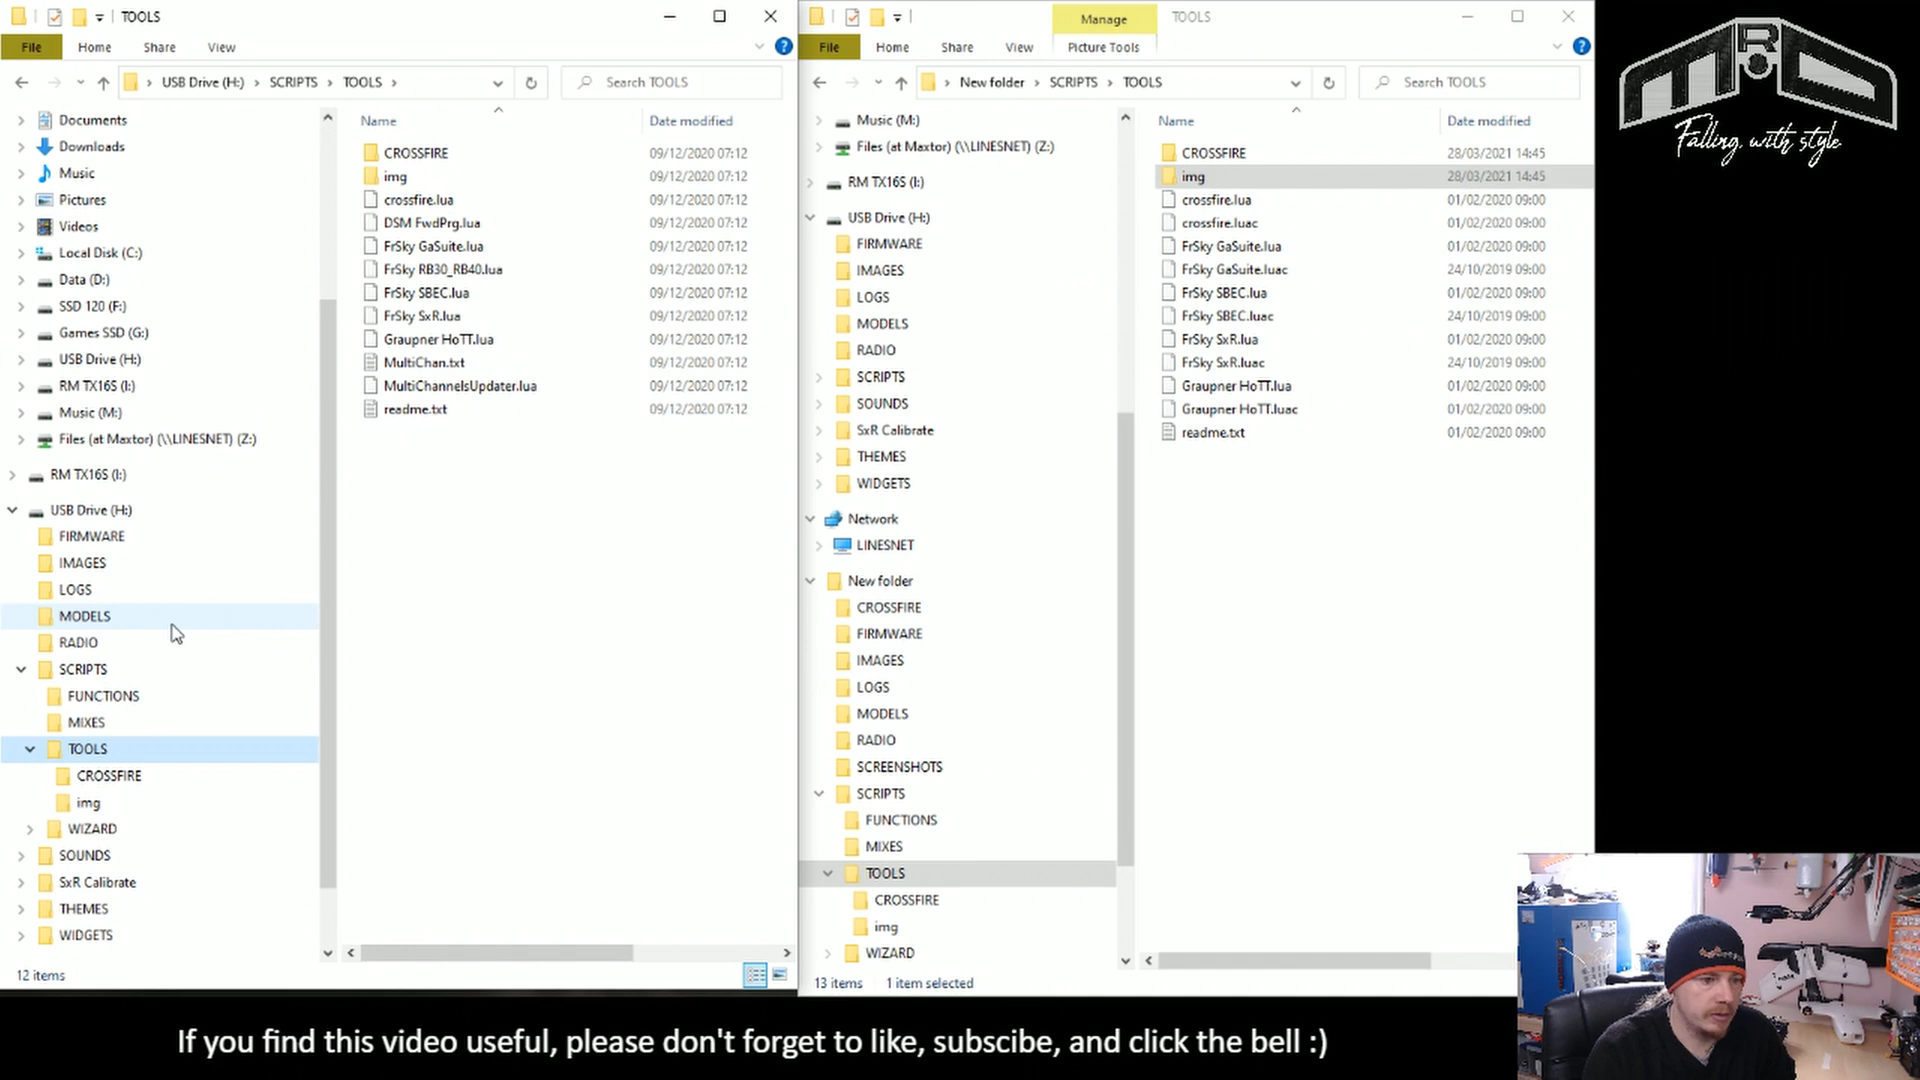 TOOLS
File
Home
Share
View
USB Drive (H:)
SCRIPTS
TOOLS
Search TOOLS
Documents
Downloads
Music
Pictures
Videos
Local Disk (C:)
Data (D:)
SSD 120 (F:)
Games SSD (G:)
USB Drive (H:)
RM TX16S (I:)
Music (M:)
Files (at Maxtor) (\\LINESNET) (Z:)
RM TX16S (I:)
USB Drive (H:)
FIRMWARE
IMAGES
LOGS
MODELS
RADIO
SCRIPTS
FUNCTIONS
MIXES
TOOLS
CROSSFIRE
img
WIZARD
SOUNDS
SxR Calibrate
THEMES
WIDGETS
Name Date modified
CROSSFIRE 09/12/2020 07:12
img 09/12/2020 07:12
crossfire.lua 09/12/2020 07:12
DSM FwdPrg.lua 09/12/2020 07:12
FrSky GaSuite.lua 09/12/2020 07:12
FrSky RB30_RB40.lua 09/12/2020 07:12
FrSky SBEC.lua 09/12/2020 07:12
FrSky SxR.lua 09/12/2020 07:12
Graupner HoTT.lua 09/12/2020 07:12
MultiChan.txt 09/12/2020 07:12
MultiChannelsUpdater.lua 09/12/2020 07:12
readme.txt 09/12/2020 07:12
12 items
Manage
TOOLS
File
Home
Share
View
Picture Tools
New folder
SCRIPTS
TOOLS
Search TOOLS
Music (M:)
Files (at Maxtor) (\\LINESNET) (Z:)
RM TX16S (I:)
USB Drive (H:)
FIRMWARE
IMAGES
LOGS
MODELS
RADIO
SCRIPTS
SOUNDS
SxR Calibrate
THEMES
WIDGETS
Network
LINESNET
New folder
CROSSFIRE
FIRMWARE
IMAGES
LOGS
MODELS
RADIO
SCREENSHOTS
SCRIPTS
FUNCTIONS
MIXES
TOOLS
CROSSFIRE
img
WIZARD
Name Date modified
CROSSFIRE 28/03/2021 14:45
img 28/03/2021 14:45
crossfire.lua 01/02/2020 09:00
crossfire.luac 01/02/2020 09:00
FrSky GaSuite.lua 01/02/2020 09:00
FrSky GaSuite.luac 24/10/2019 09:00
FrSky SBEC.lua 01/02/2020 09:00
FrSky SBEC.luac 24/10/2019 09:00
FrSky SxR.lua 01/02/2020 09:00
FrSky SxR.luac 24/10/2019 09:00
Graupner HoTT.lua 01/02/2020 09:00
Graupner HoTT.luac 01/02/2020 09:00
readme.txt 01/02/2020 09:00
13 items
1 item selected
MRD
Falling with style
If you find this video useful, please don't forget to like, subscibe, and click the bell :)